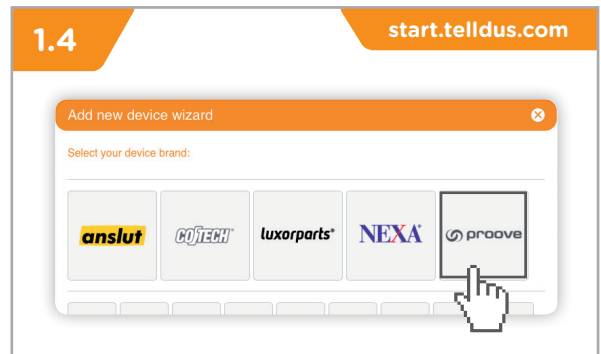 1.4
start.telldus.com
Add new device wizard
Select your device brand:
anslut
COTECH
luxorparts
NEXA
proove